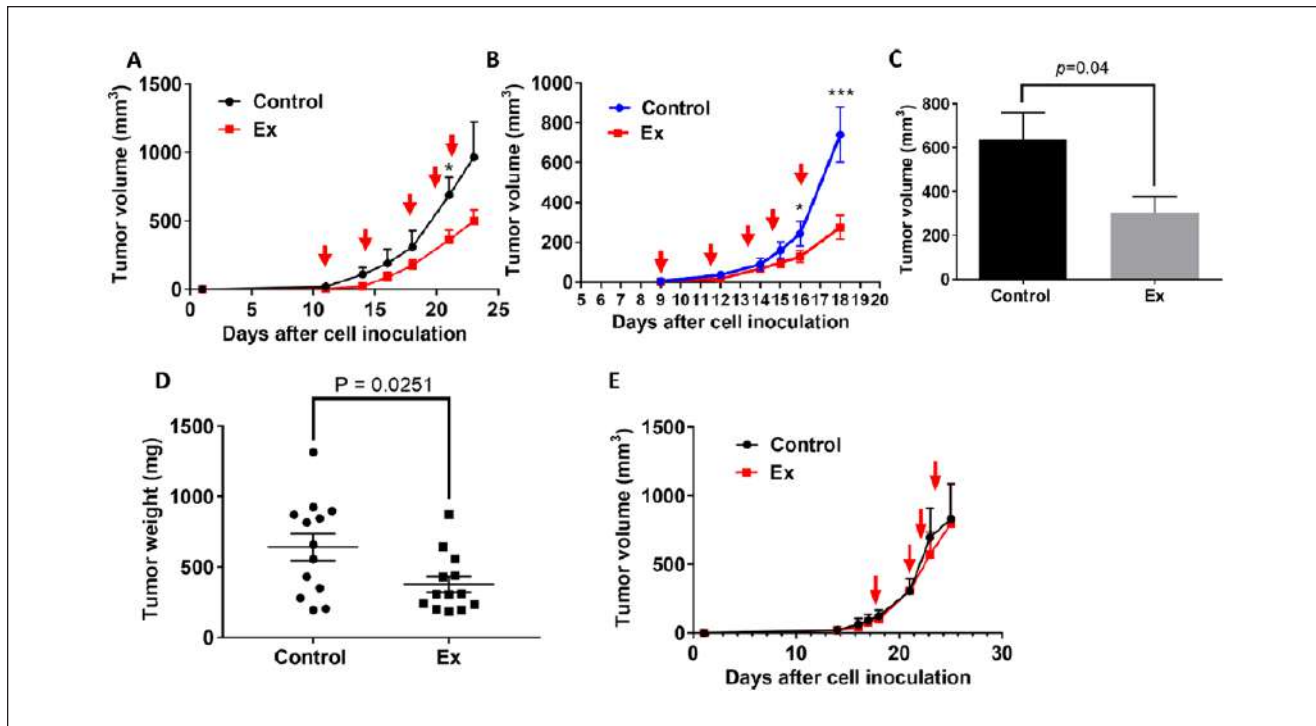 A
Tumor volume (mm³)
1500
1000
500
0
Control
Ex
*
0 5 10 15 20 25
Days after cell inoculation
B
Tumor volume (mm³)
1000
800
600
400
200
0
Control
Ex
*
***
5 6 7 8 9 10 11 12 13 14 15 16 17 18 19 20
Days after cell inoculation
C
p=0.04
Tumor volume (mm³)
800
600
400
200
0
Control Ex
D
P = 0.0251
Tumor weight (mg)
1500
1000
500
0
Control Ex
E
Tumor volume (mm³)
1500
1000
500
0
Control
Ex
0 10 20 30
Days after cell inoculation